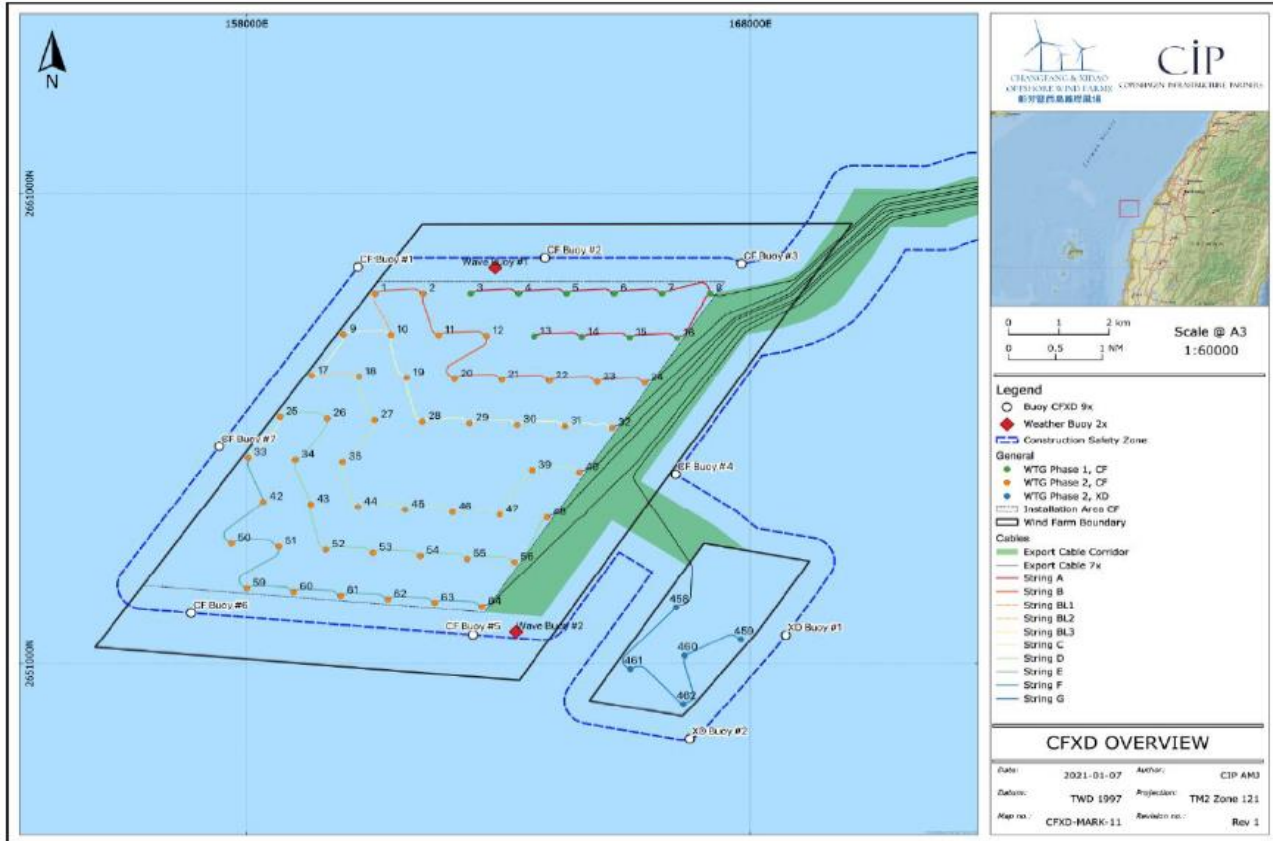 158000E
168000E
N
2661000N
2651000N
CF Buoy #1
CF Buoy #2
CF Buoy #3
Wave Buoy #1
1
2
3
4
5
6
7
8
9
10
11
12
13
14
15
16
17
18
19
20
21
22
23
24
25
26
27
28
29
30
31
32
CF Buoy #7
33
34
35
39
40
CF Buoy #4
42
43
44
45
46
47
48
50
51
52
53
54
55
56
59
60
61
62
63
64
CF Buoy #6
CF Buoy #5
Wave Buoy #2
458
459
460
461
462
XD Buoy #1
XD Buoy #2
CHANGFANG & XIDAO
OFFSHORE WIND FARMS
CIP
COPENHAGEN INFRASTRUCTURE PARTNERS
0 1 2 km
0 0.5 1 NM
Scale @ A3
1:60000
Legend
Buoy CFXD 9x
Weather Buoy 2x
Construction Safety Zone
General
WTG Phase 1, CF
WTG Phase 2, CF
WTG Phase 2, XD
Installation Area CF
Wind Farm Boundary
Cables
Export Cable Corridor
Export Cable 7x
String A
String B
String BL1
String BL2
String BL3
String C
String D
String E
String F
String G
CFXD OVERVIEW
Date: 2021-01-07 Author: CIP AMJ
Datum: TWD 1997 Projection: TM2 Zone 121
Map no.: CFXD-MARK-11 Revision no.: Rev 1